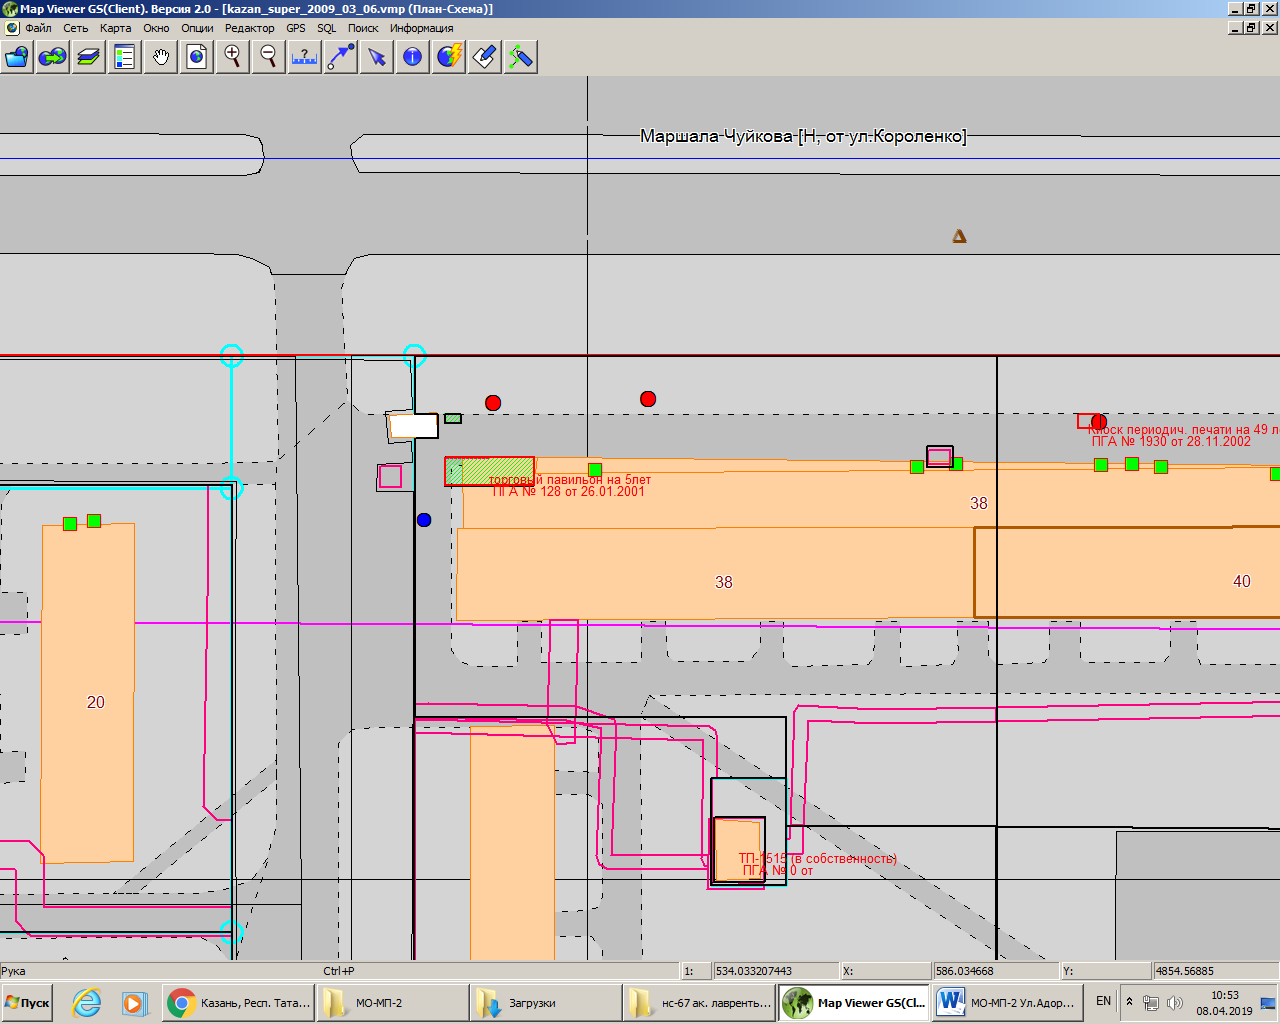 Map Viewer GS(Client). Версия 2.0 - [kazan_super_2009_03_06.vmp (План-Схема)]
Файл Сеть Карта Окно Опции Редактор GPS SQL Поиск Информация
Маршала Чуйкова [Н, от ул.Короленко]
Киоск периодич. печати на 49 ле
ПГА № 1930 от 28.11.2002
торговый павильон на 5лет
ПГА № 128 от 26.01.2001
38
38
40
20
ТП-1515 (в собственность)
ПГА № 0 от
Рука Ctrl+P 1: 534.033207443 X: 586.034668 Y: 4854.56885
Пуск Казань, Респ. Тата... МО-МП-2 Загрузки нс-67 ак. лавренть... Map Viewer GS(Cl... МО-МП-2 Ул.Адор... EN 10:53
08.04.2019